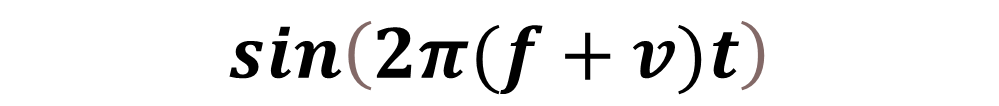 sin(2π(f + v)t)